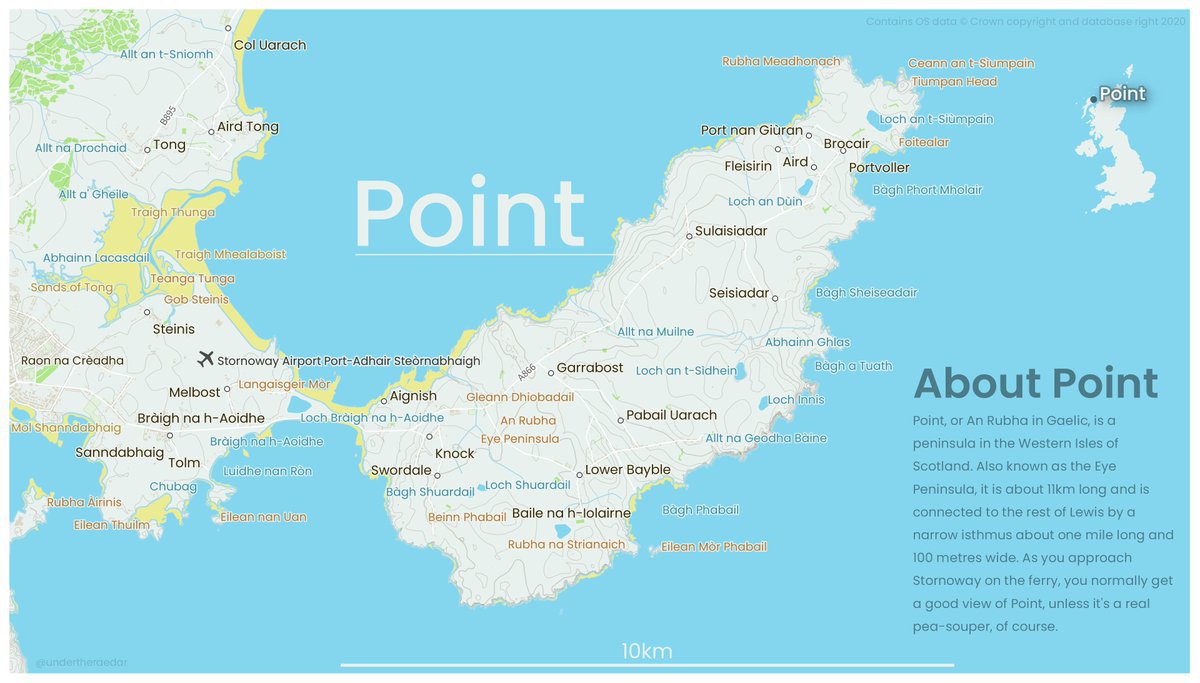 Contains OS data © Crown copyright and database right 2020
Col Uarach
Allt an t-Sniomh
Rubha Meadhonach
Ceann an t-Siumpain
Tiumpan Head
Point
B895
Aird Tong
Loch an t-Siùmpain
Tong
Port nan Giùran
Allt na Drochaid
Brocair
Foitealar
Fleisirin
Aird
Portvoller
Allt a' Gheile
Bàgh Phort Mholair
Loch an Dùin
Traigh Thunga
Point
Sulaisiadar
Abhainn Lacasdail
Traigh Mhealaboist
Teanga Tunga
Sands of Tong
Gob Steinis
Seisiadar
Bàgh Sheiseadair
Steinis
Allt na Muilne
Abhainn Ghlas
Raon na Crèadha
Stornoway Airport Port-Adhair Steòrnabhaigh
A866
Garrabost
Loch an t-Sìdhein
Bàgh a Tuath
Melbost
Langaisgeir Mòr
Aignish
Gleann Dhiobadail
Loch Innis
Bràigh na h-Aoidhe
Loch Bràigh na h-Aoidhe
An Rubha
Pabail Uarach
Mol Shanndabhaig
Bràigh na h-Aoidhe
Eye Peninsula
Allt na Geodha Bàine
Sanndabhaig
Knock
Tolm
Luidhe nan Ròn
Swordale
Lower Bayble
Chubag
Bàgh Shuardail
Loch Shuardail
Rubha Àirinis
Eilean Thuilm
Eilean nan Uan
Beinn Phabail
Baile na h-Iolairne
Bàgh Phabail
Rubha na Strianaich
Eilean Mòr Phabail
About Point
Point, or An Rubha in Gaelic, is a
peninsula in the Western Isles of
Scotland. Also known as the Eye
Peninsula, it is about 11km long and is
connected to the rest of Lewis by a
narrow isthmus about one mile long and
100 metres wide. As you approach
Stornoway on the ferry, you normally get
a good view of Point, unless it's a real
pea-souper, of course.
10km
@undertheraedar